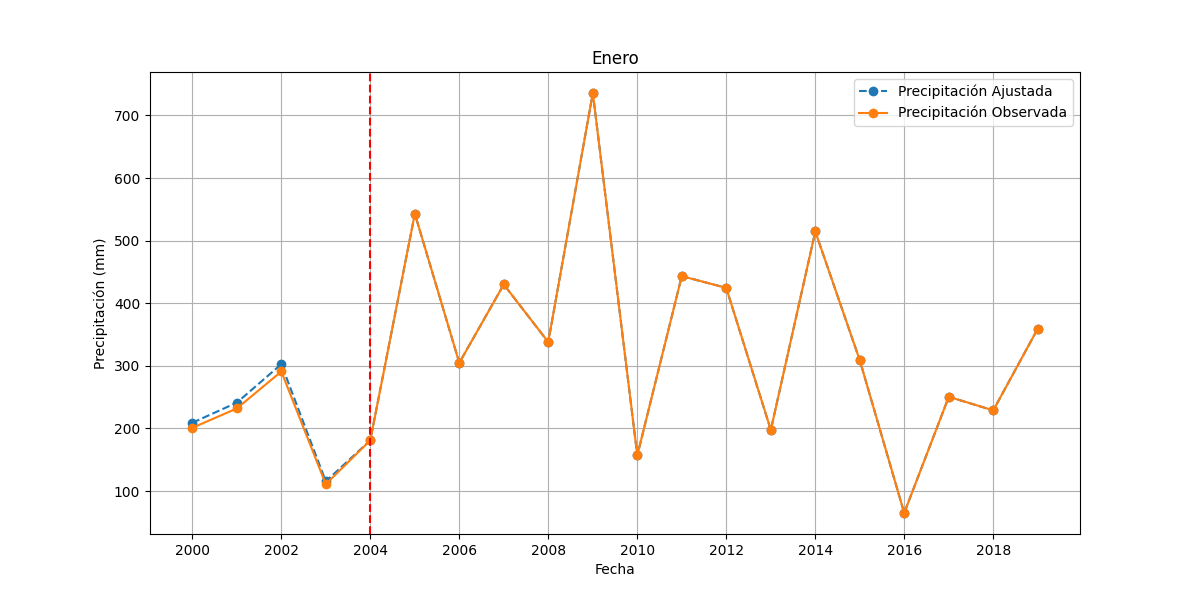 Enero
Precipitación Ajustada
Precipitación Observada
Precipitación (mm)
700
600
500
400
300
200
100
2000 2002 2004 2006 2008 2010 2012 2014 2016 2018
Fecha